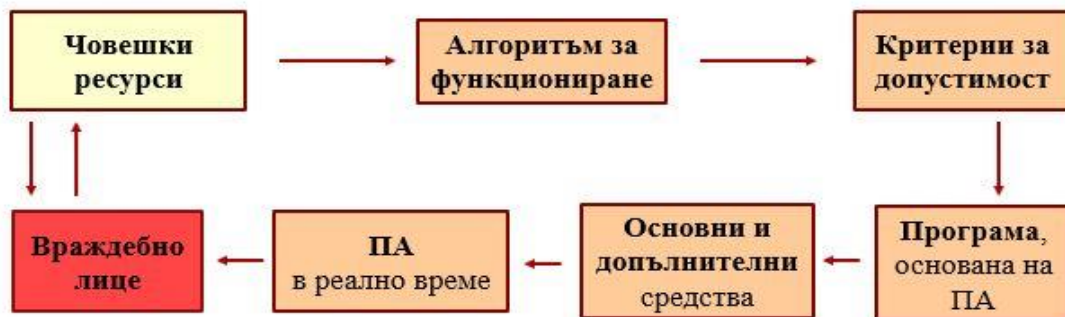 Човешки
ресурси
Алгоритъм за
функциониране
Критерии за
допустимост
Враждебно
лице
ПА
в реално време
Основни и
допълнителни
средства
Програма,
основана на
ПА